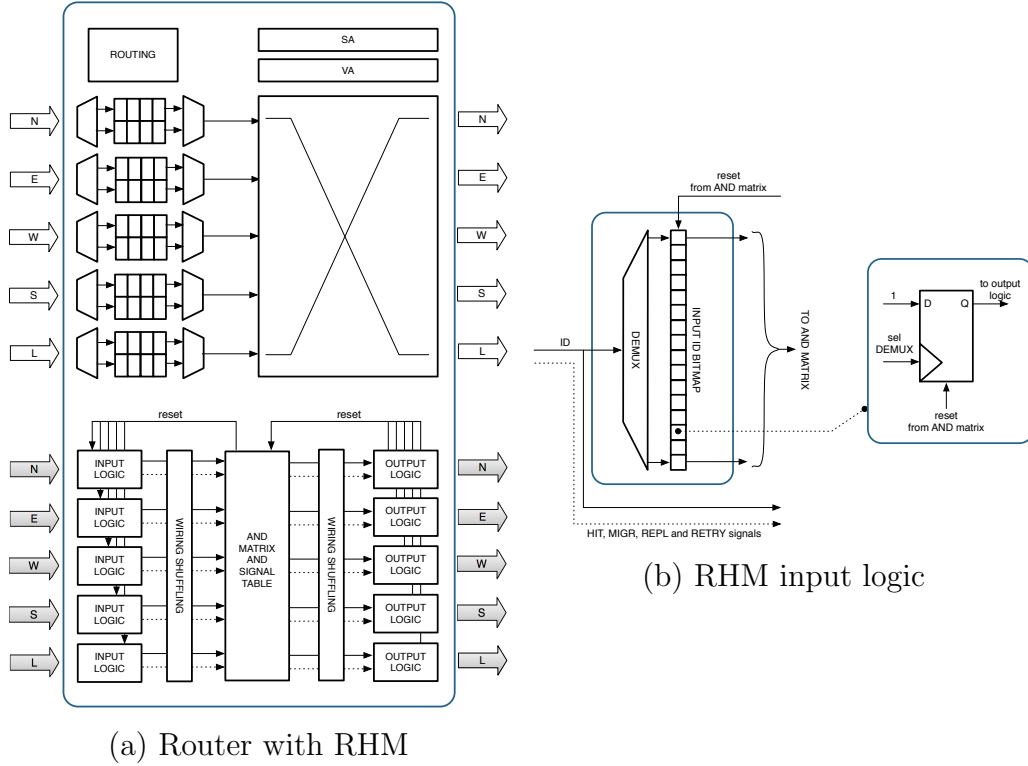 ROUTING
SA
VA
N
N
E
E
W
W
S
S
L
L
reset
reset
N
INPUT
LOGIC
OUTPUT
LOGIC
N
E
INPUT
LOGIC
OUTPUT
LOGIC
E
W
INPUT
LOGIC
OUTPUT
LOGIC
W
S
INPUT
LOGIC
OUTPUT
LOGIC
S
L
INPUT
LOGIC
OUTPUT
LOGIC
L
WIRING SHUFFLING
AND
MATRIX
AND
SIGNAL
TABLE
WIRING SHUFFLING
(a) Router with RHM
reset
from AND matrix
ID
DEMUX
INPUT ID BITMAP
TO AND MATRIX
HIT, MIGR, REPL and RETRY signals
to output
logic
1
D
Q
sel
DEMUX
reset
from AND matrix
(b) RHM input logic